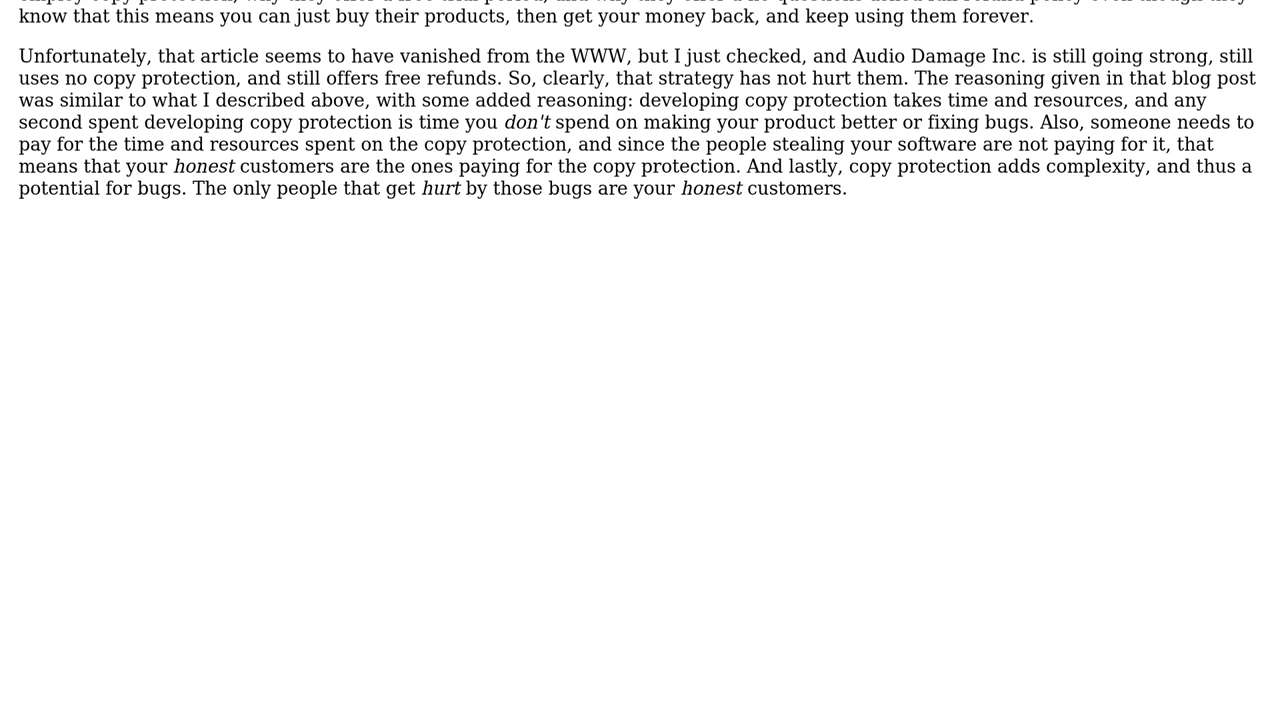 know that this means you can just buy their products, then get your money back, and keep using them forever.
Unfortunately, that article seems to have vanished from the WWW, but I just checked, and Audio Damage Inc. is still going strong, still
uses no copy protection, and still offers free refunds. So, clearly, that strategy has not hurt them. The reasoning given in that blog post
was similar to what I described above, with some added reasoning: developing copy protection takes time and resources, and any
second spent developing copy protection is time you don't spend on making your product better or fixing bugs. Also, someone needs to
pay for the time and resources spent on the copy protection, and since the people stealing your software are not paying for it, that
means that your honest customers are the ones paying for the copy protection. And lastly, copy protection adds complexity, and thus a
potential for bugs. The only people that get hurt by those bugs are your honest customers.